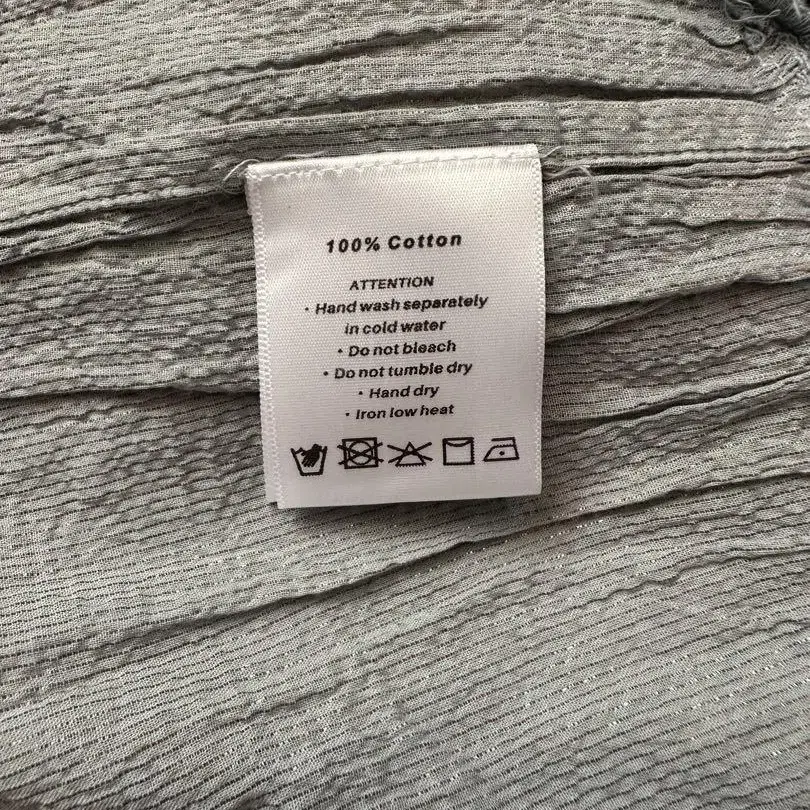 100% Cotton
ATTENTION
· Hand wash separately
in cold water
· Do not bleach
· Do not tumble dry
· Hand dry
· Iron low heat